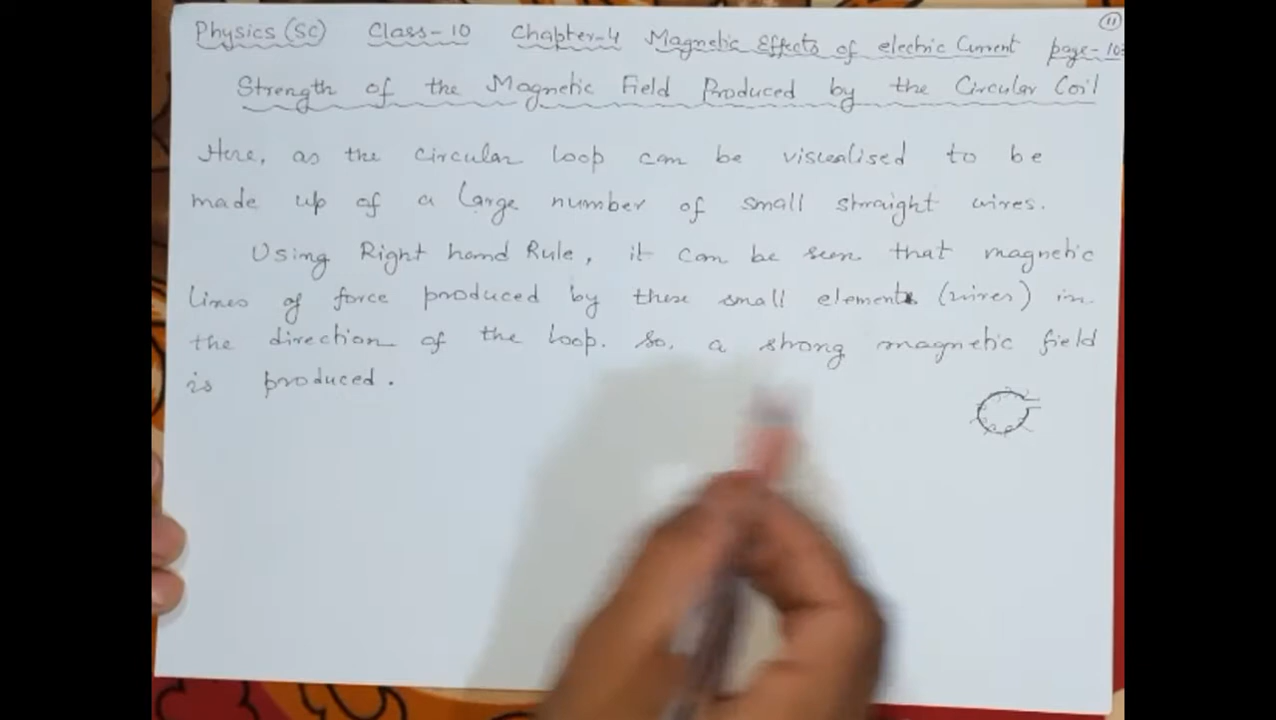 11
Physics (SC) Class-10 Chapter-4 Magnetic Effects of electric Current page-103
Strength of the Magnetic Field Produced by the Circular Coil
Here, as the circular loop can be visualised to be
made up of a large number of small straight wires.
Using Right hand Rule, it can be seen that magnetic
lines of force produced by these small elements (wires) in
the direction of the loop. So, a strong magnetic field
is produced.